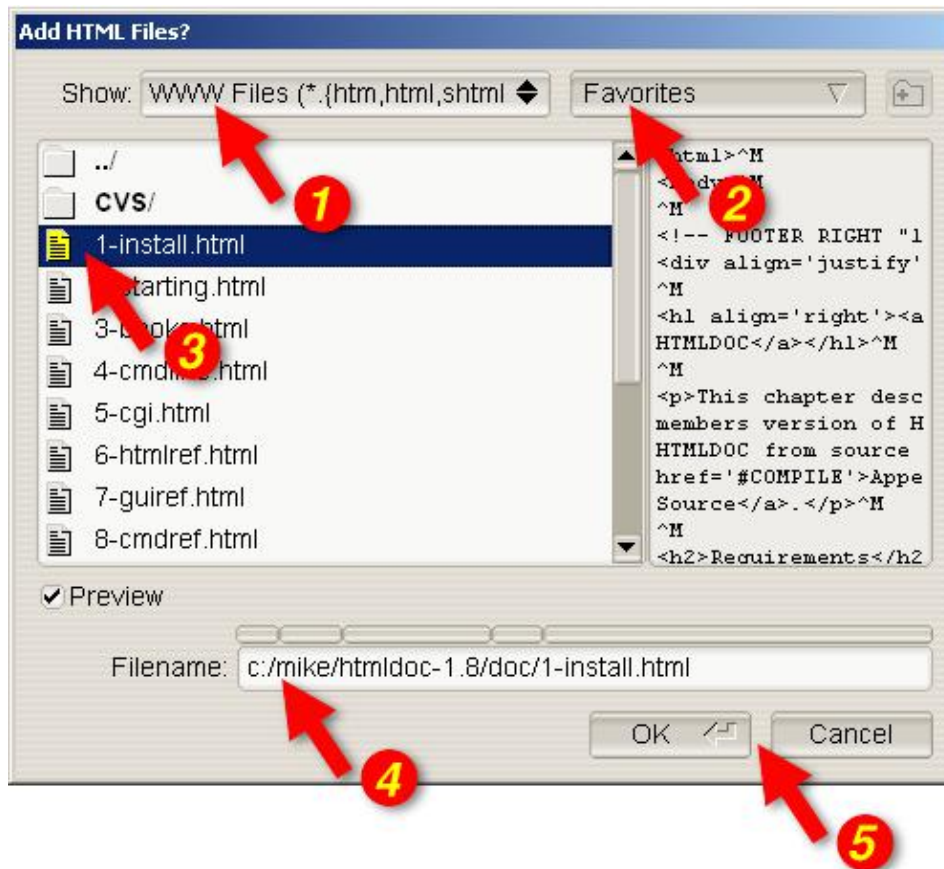 Add HTML Files?
Show: WWW Files (*.{htm,html,shtml Favorites
../
CVS/
1-install.html
starting.html
3- html
4- html
5-cgi.html
6-htmlref.html
7-guiref.html
8-cmdref.html
html>^M
^M
^M
<!-- FOOTER RIGHT "1
<div align='justify'
^M
<h1 align='right'><a
HTMLDOC</a></h1>^M
^M
<p>This chapter desc
members version of H
HTMLDOC from source
href='#COMPILE'>Appe
Source</a>.</p>^M
^M
<h2>Requirements</h2
Preview
Filename: c:/mike/htmldoc-1.8/doc/1-install.html
OK Cancel
1
2
3
4
5